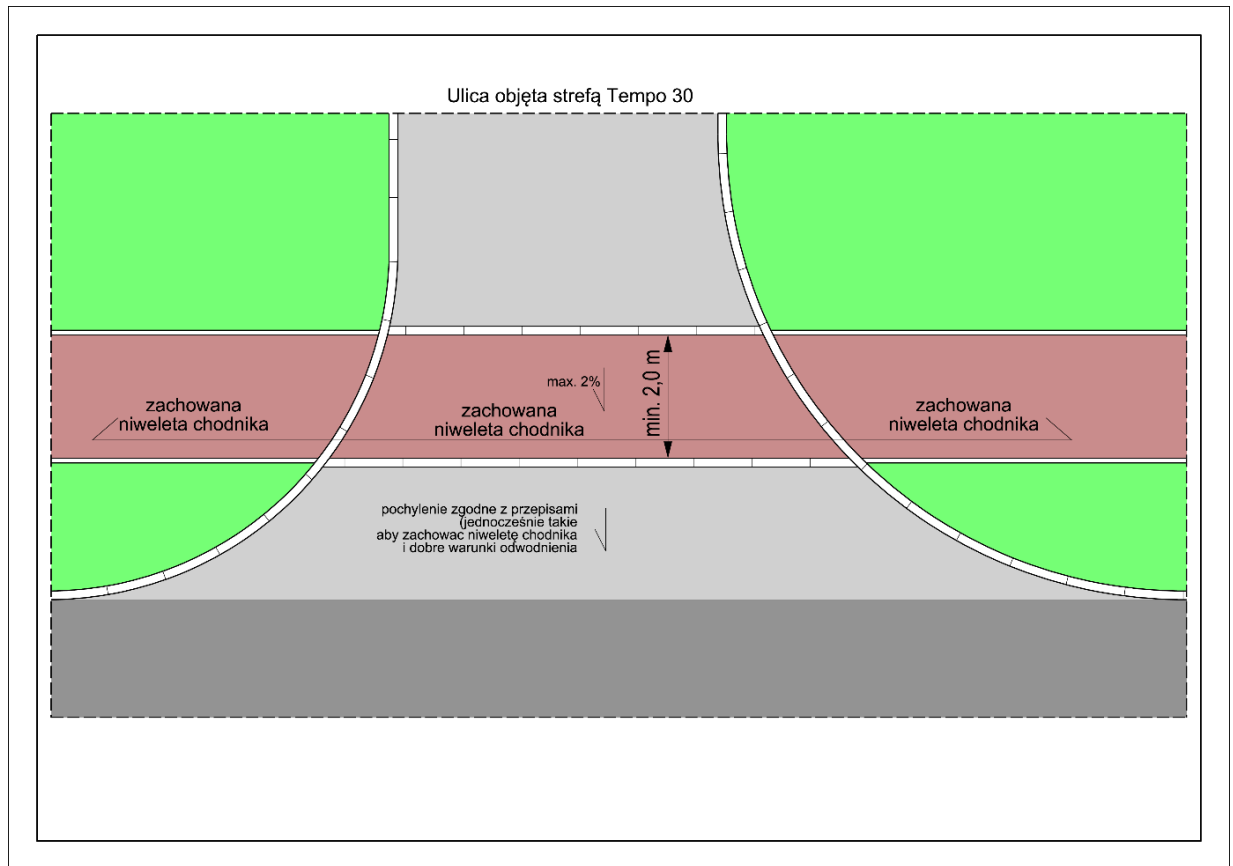 Ulica objęta strefą Tempo 30
max. 2%
min. 2,0 m
zachowana
niweleta chodnika
zachowana
niweleta chodnika
zachowana
niweleta chodnika
pochylenie zgodne z przepisami
(jednocześnie takie
aby zachowac niweletę chodnika
i dobre warunki odwodnienia